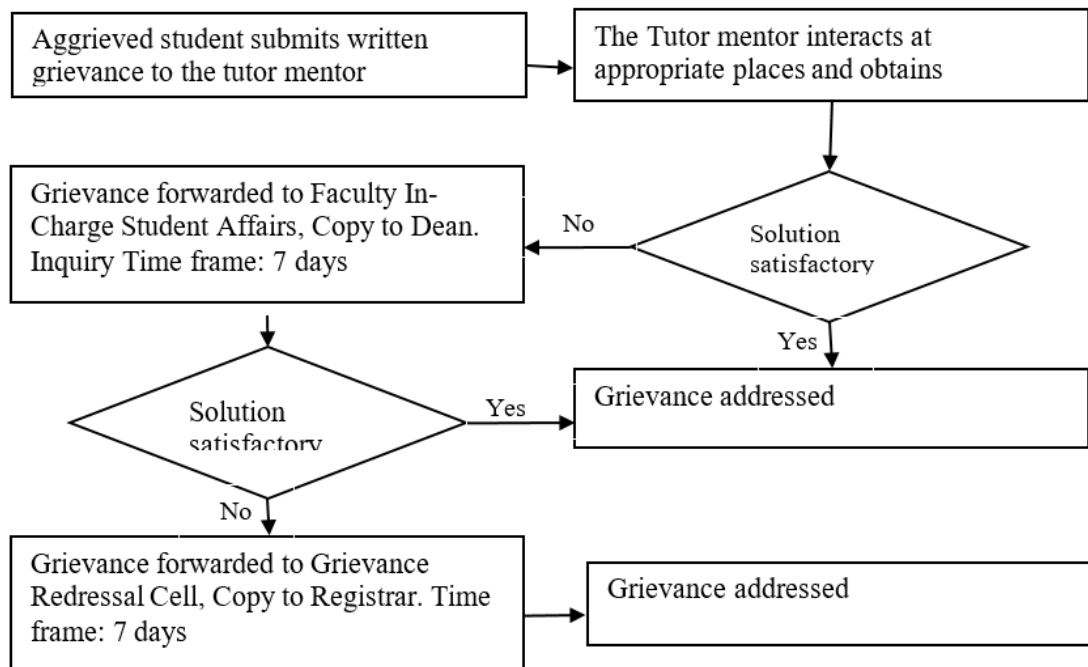 Aggrieved student submits written
grievance to the tutor mentor
The Tutor mentor interacts at
appropriate places and obtains
Grievance forwarded to Faculty In-
Charge Student Affairs, Copy to Dean.
Inquiry Time frame: 7 days
No
Solution
satisfactory
Yes
Solution
satisfactory
Yes
Grievance addressed
No
Grievance forwarded to Grievance
Redressal Cell, Copy to Registrar. Time
frame: 7 days
Grievance addressed